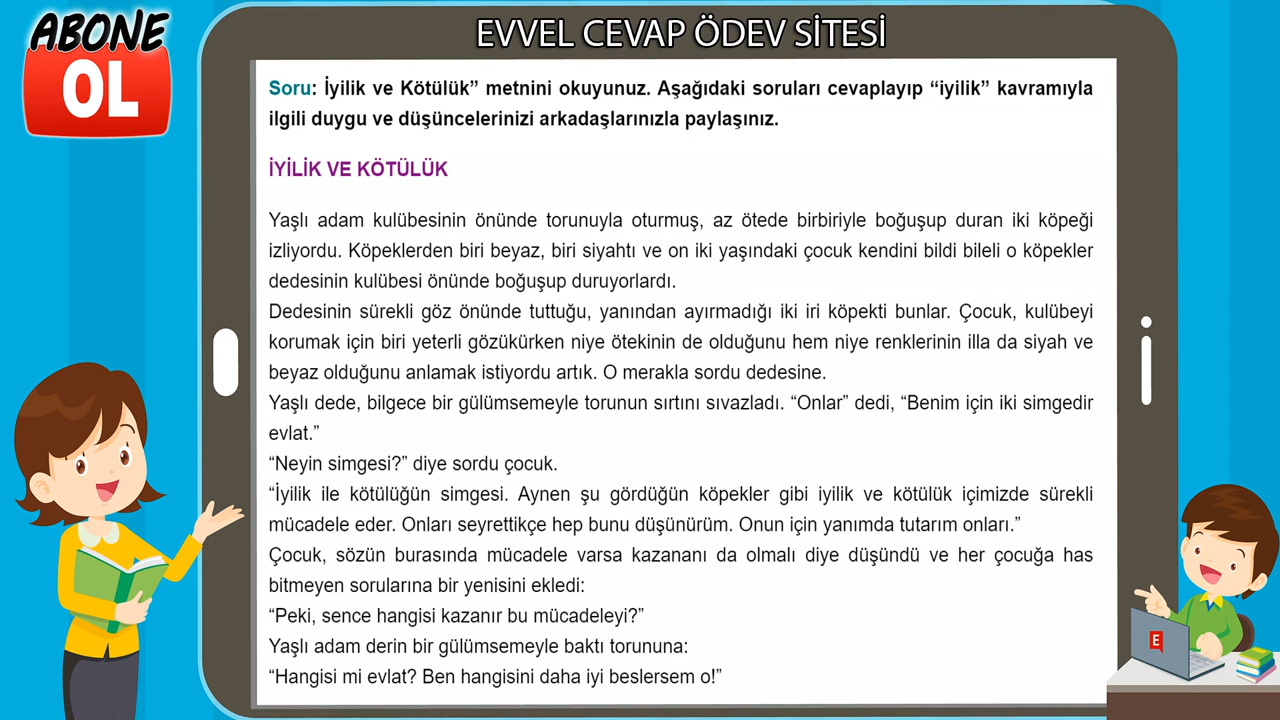 ABONE
OL
EVVEL CEVAP ÖDEV SİTESİ
Soru: İyilik ve Kötülük” metnini okuyunuz. Aşağıdaki soruları cevaplayıp “iyilik” kavramıyla
ilgili duygu ve düşüncelerinizi arkadaşlarınızla paylaşınız.
İYİLİK VE KÖTÜLÜK
Yaşlı adam kulübesinin önünde torunuyla oturmuş, az ötede birbiriyle boğuşup duran iki köpeği
izliyordu. Köpeklerden biri beyaz, biri siyahtı ve on iki yaşındaki çocuk kendini bildi bileli o köpekler
dedesinin kulübesi önünde boğuşup duruyorlardı.
Dedesinin sürekli göz önünde tuttuğu, yanından ayırmadığı iki iri köpekti bunlar. Çocuk, kulübeyi
korumak için biri yeterli gözükürken niye ötekinin de olduğunu hem niye renklerinin illa da siyah ve
beyaz olduğunu anlamak istiyordu artık. O merakla sordu dedesine.
Yaşlı dede, bilgece bir gülümsemeyle torunun sırtını sıvazladı. “Onlar” dedi, “Benim için iki simgedir
evlat.”
“Neyin simgesi?” diye sordu çocuk.
“İyilik ile kötülüğün simgesi. Aynen şu gördüğün köpekler gibi iyilik ve kötülük içimizde sürekli
mücadele eder. Onları seyrettikçe hep bunu düşünürüm. Onun için yanımda tutarım onları.”
Çocuk, sözün burasında mücadele varsa kazananı da olmalı diye düşündü ve her çocuğa has
bitmeyen sorularına bir yenisini ekledi:
“Peki, sence hangisi kazanır bu mücadeleyi?”
Yaşlı adam derin bir gülümsemeyle baktı torununa:
“Hangisi mi evlat? Ben hangisini daha iyi beslersem o!”
E